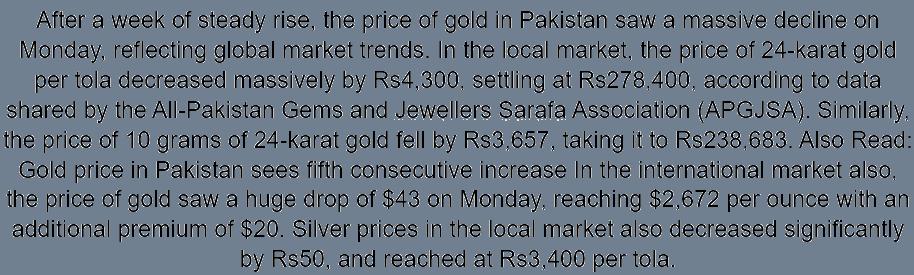 After a week of steady rise, the price of gold in Pakistan saw a massive decline on
Monday, reflecting global market trends. In the local market, the price of 24-karat gold
per tola decreased massively by Rs4,300, settling at Rs278,400, according to data
shared by the All-Pakistan Gems and Jewellers Sarafa Association (APGJSA). Similarly,
the price of 10 grams of 24-karat gold fell by Rs3,657, taking it to Rs238,683. Also Read:
Gold price in Pakistan sees fifth consecutive increase In the international market also,
the price of gold saw a huge drop of $43 on Monday, reaching $2,672 per ounce with an
additional premium of $20. Silver prices in the local market also decreased significantly
by Rs50, and reached at Rs3,400 per tola.